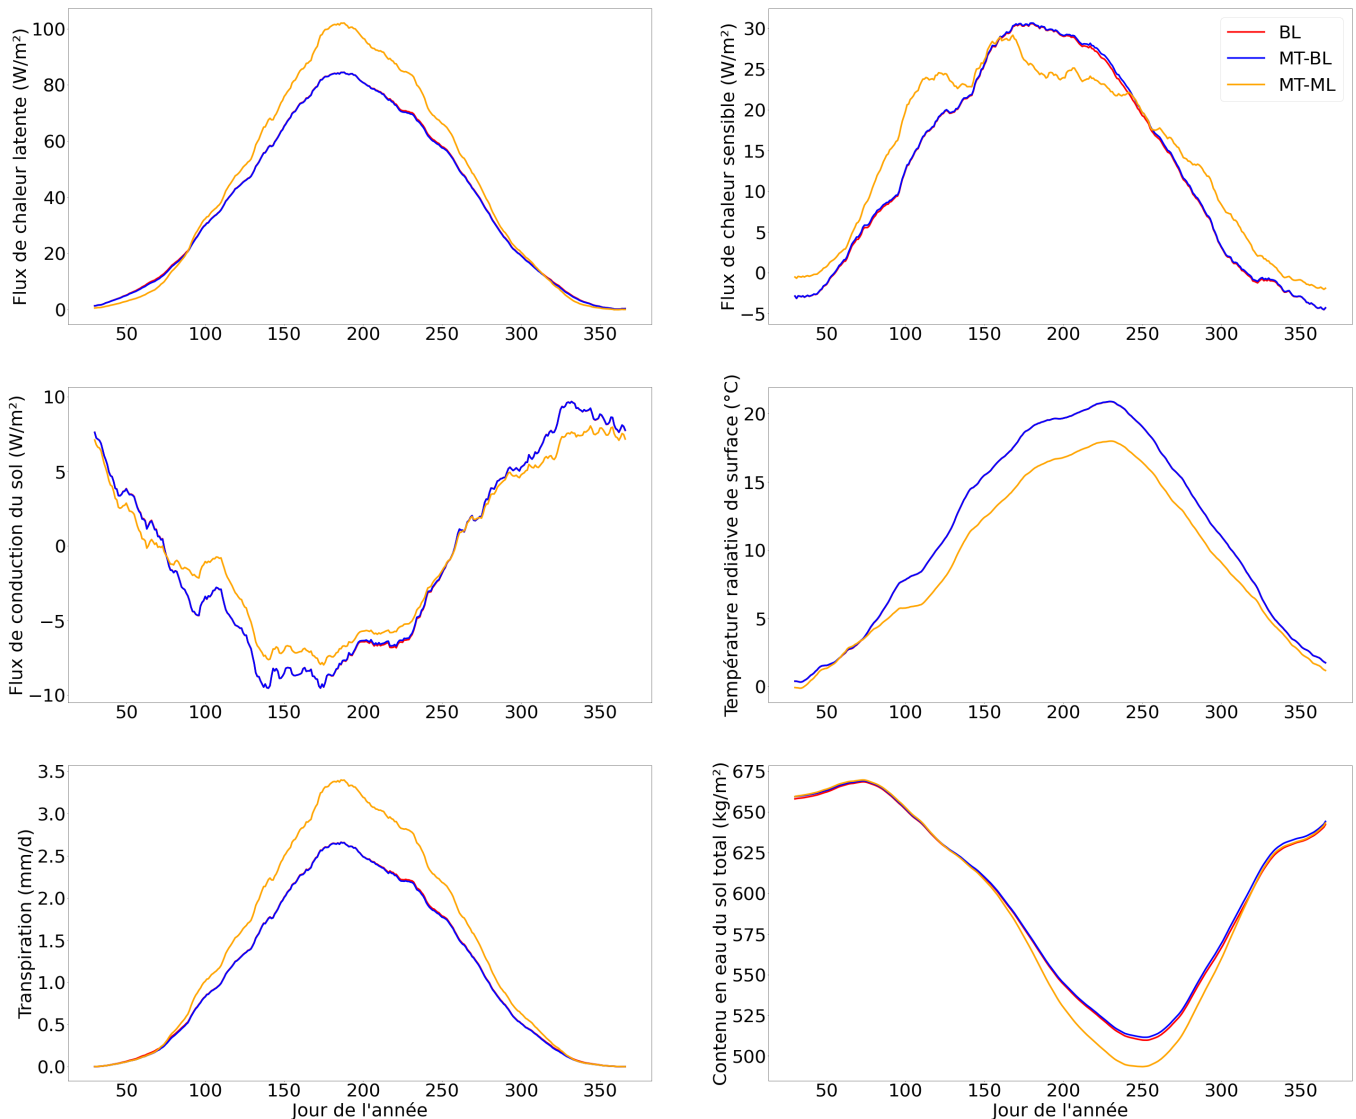 Flux de chaleur latente (W/m²)
100
80
60
40
20
0
50 100 150 200 250 300 350
Flux de chaleur sensible (W/m²)
30
25
20
15
10
5
0
−5
50 100 150 200 250 300 350
BL
MT-BL
MT-ML
Flux de conduction du sol (W/m²)
10
5
0
−5
−10
50 100 150 200 250 300 350
Température radiative de surface (°C)
20
15
10
5
0
50 100 150 200 250 300 350
Transpiration (mm/d)
3.5
3.0
2.5
2.0
1.5
1.0
0.5
0.0
50 100 150 200 250 300 350
Jour de l'année
Contenu en eau du sol total (kg/m²)
675
650
625
600
575
550
525
500
50 100 150 200 250 300 350
Jour de l'année